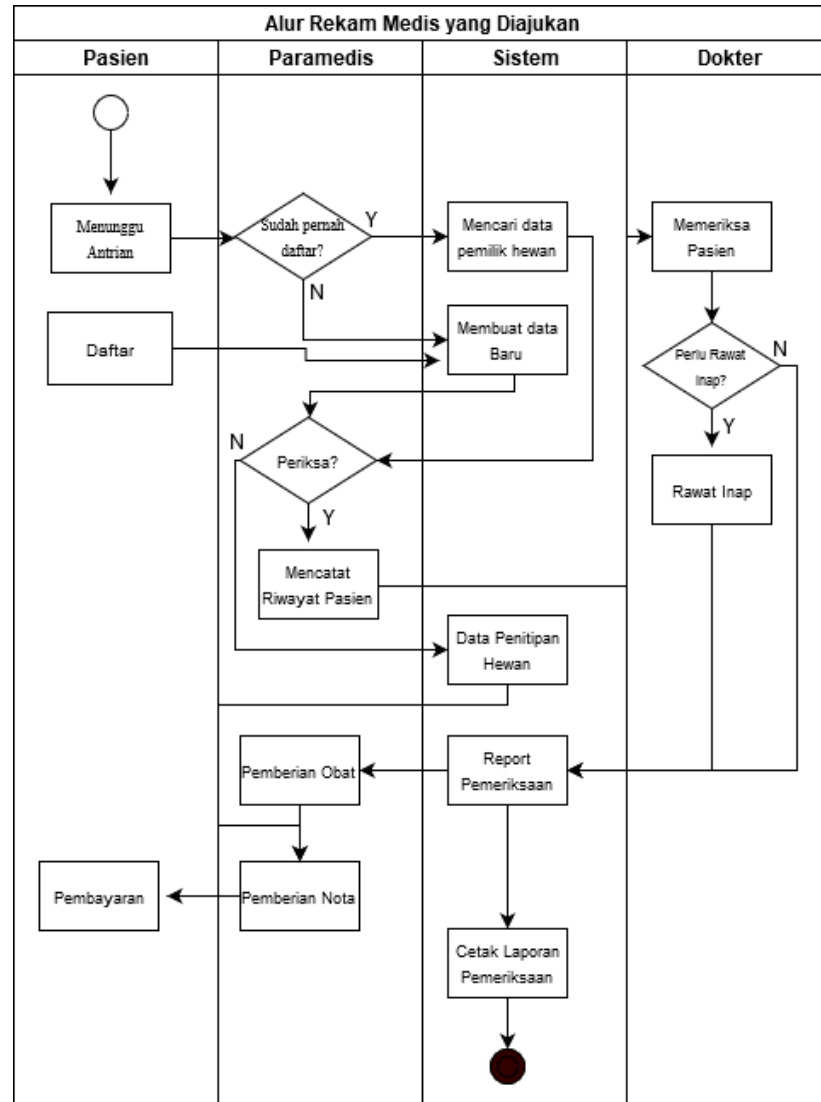 Alur Rekam Medis yang Diajukan
Pasien
Paramedis
Sistem
Dokter
Menunggu
Antrian
Sudah pernah
daftar?
Y
Mencari data
pemilik hewan
Memeriksa
Pasien
N
Daftar
Membuat data
Baru
Perlu Rawat
Inap?
N
Y
N
Periksa?
Y
Rawat Inap
Mencatat
Riwayat Pasien
Data Penitipan
Hewan
Pemberian Obat
Report
Pemeriksaan
Pembayaran
Pemberian Nota
Cetak Laporan
Pemeriksaan